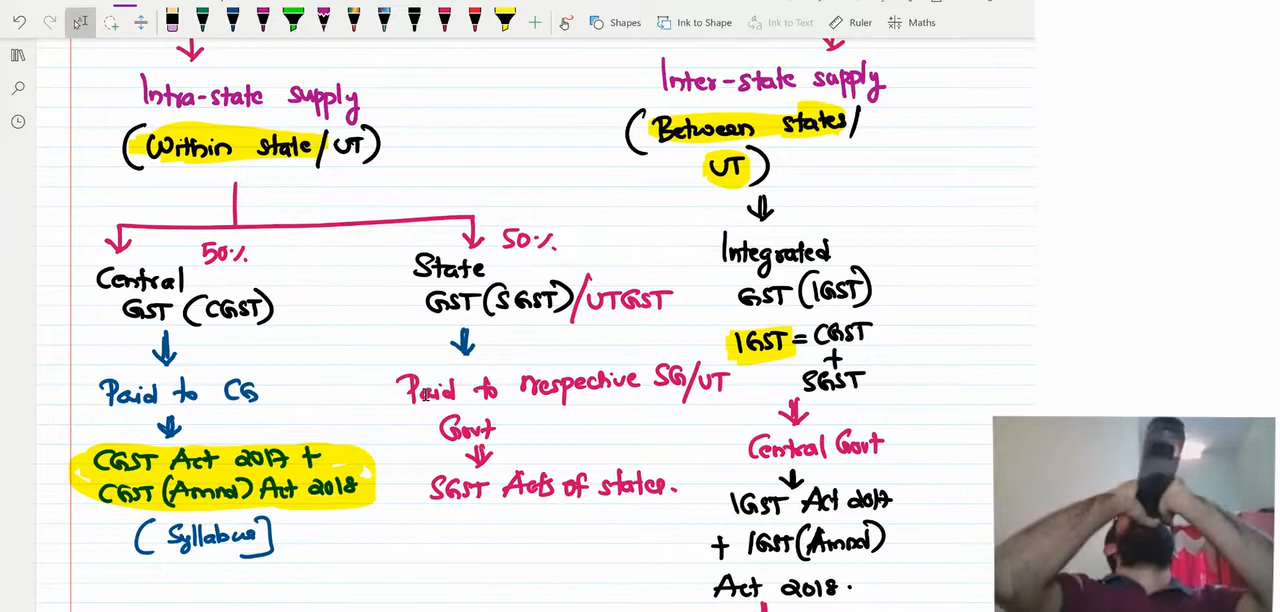 Shapes
Ink to Shape
Ink to Text
Ruler
Maths
Intra-state supply
(Within state/UT)
50%
Central
GST (CGST)
Paid to CG
CGST Act 2017 +
CGST (Amnd) Act 2018
(Syllabus]
50%
State
GST (SGST)/UTGST
Paid to respective SG/UT
Govt
SGST Acts of states.
Inter-state supply
(Between states/
UT)
Integrated
GST (IGST)
IGST = CGST
+
SGST
Central Govt
IGST Act 2017
+ IGST (Amnd)
Act 2018.